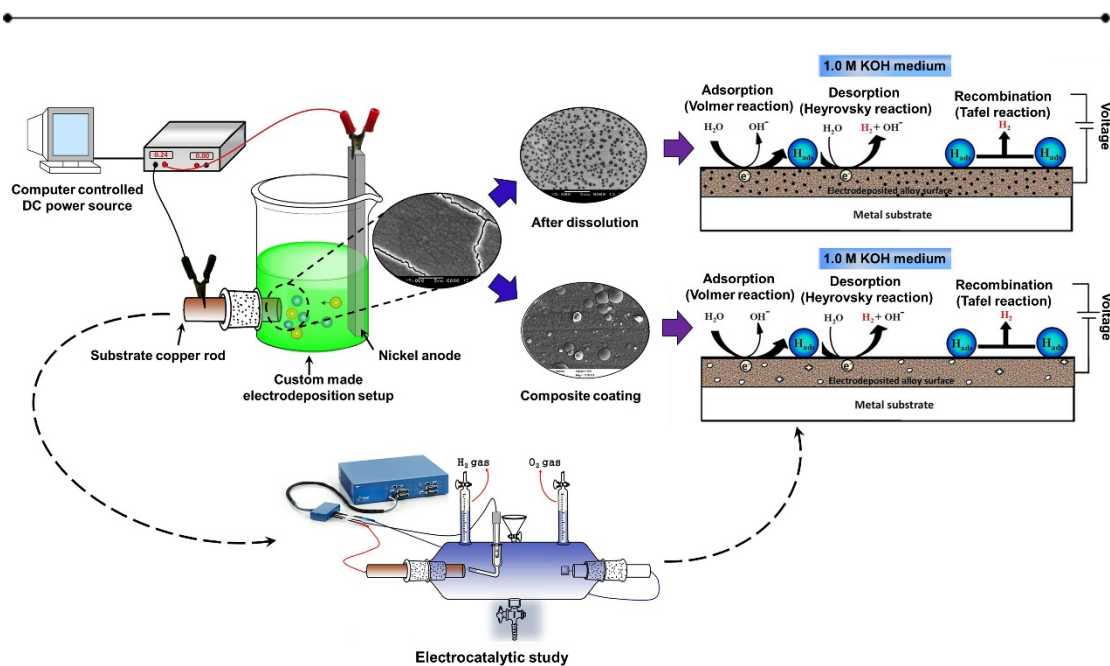 1.0 M KOH medium
Adsorption
(Volmer reaction)
Desorption
(Heyrovsky reaction)
Recombination
(Tafel reaction)
H₂O
OH⁻
H₂O
H₂ + OH⁻
H₂
Hads
Hads
Hads
e⁻
e⁻
Electrodeposited alloy surface
Metal substrate
Voltage
0.24
0.00
Computer controlled
DC power source
After dissolution
Substrate copper rod
Nickel anode
Custom made
electrodeposition setup
Composite coating
1.0 M KOH medium
Adsorption
(Volmer reaction)
Desorption
(Heyrovsky reaction)
Recombination
(Tafel reaction)
H₂O
OH⁻
H₂O
H₂ + OH⁻
H₂
Hads
Hads
Hads
e⁻
e⁻
Electrodeposited alloy surface
Metal substrate
Voltage
H₂ gas
O₂ gas
Electrocatalytic study